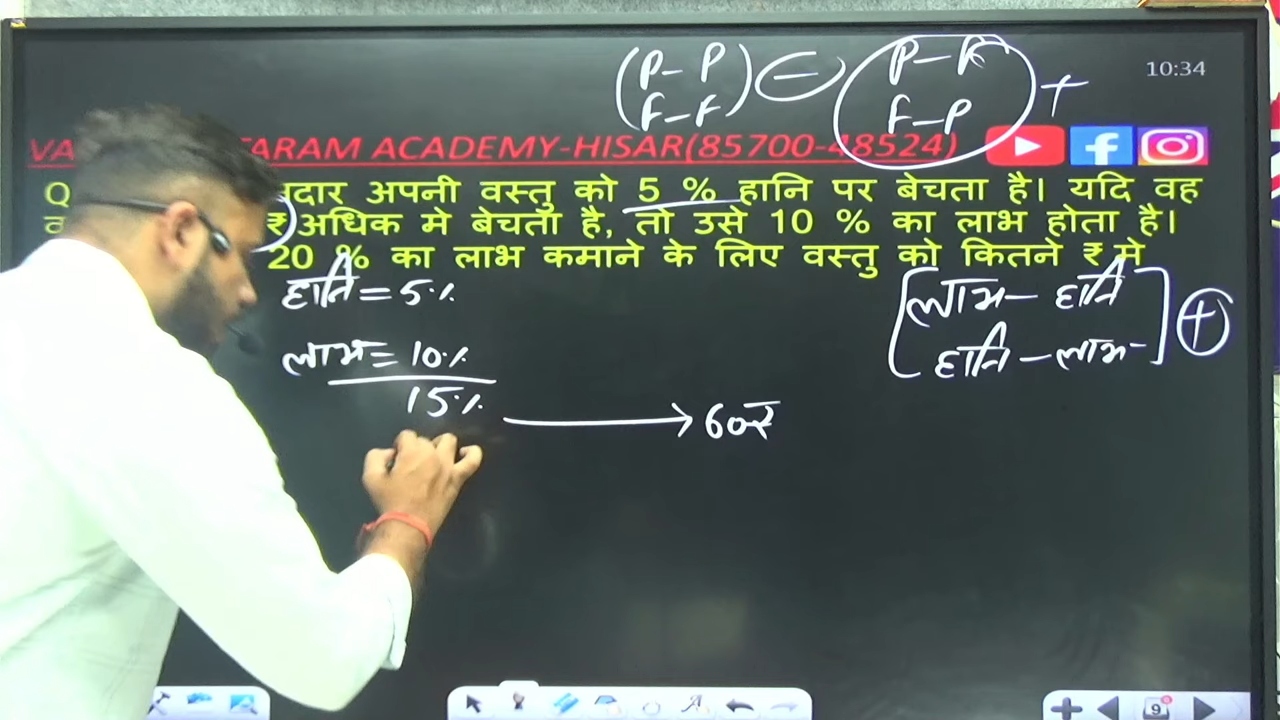 (P-P) (-) (P-F) +
(F-F) (F-P)
10:34
ARAM ACADEMY-HISAR(85700-48524)
Q दार अपनी वस्तु को 5 % हानि पर बेचता है। यदि वह
व ₹ अधिक मे बेचता है, तो उसे 10 % का लाभ होता है।
20 % का लाभ कमाने के लिए वस्तु को कितने ₹ मे
हानि = 5%
लाभ = 10%
15% → 60₹
[लाभ - हानि
हानि - लाभ -] (+)
9